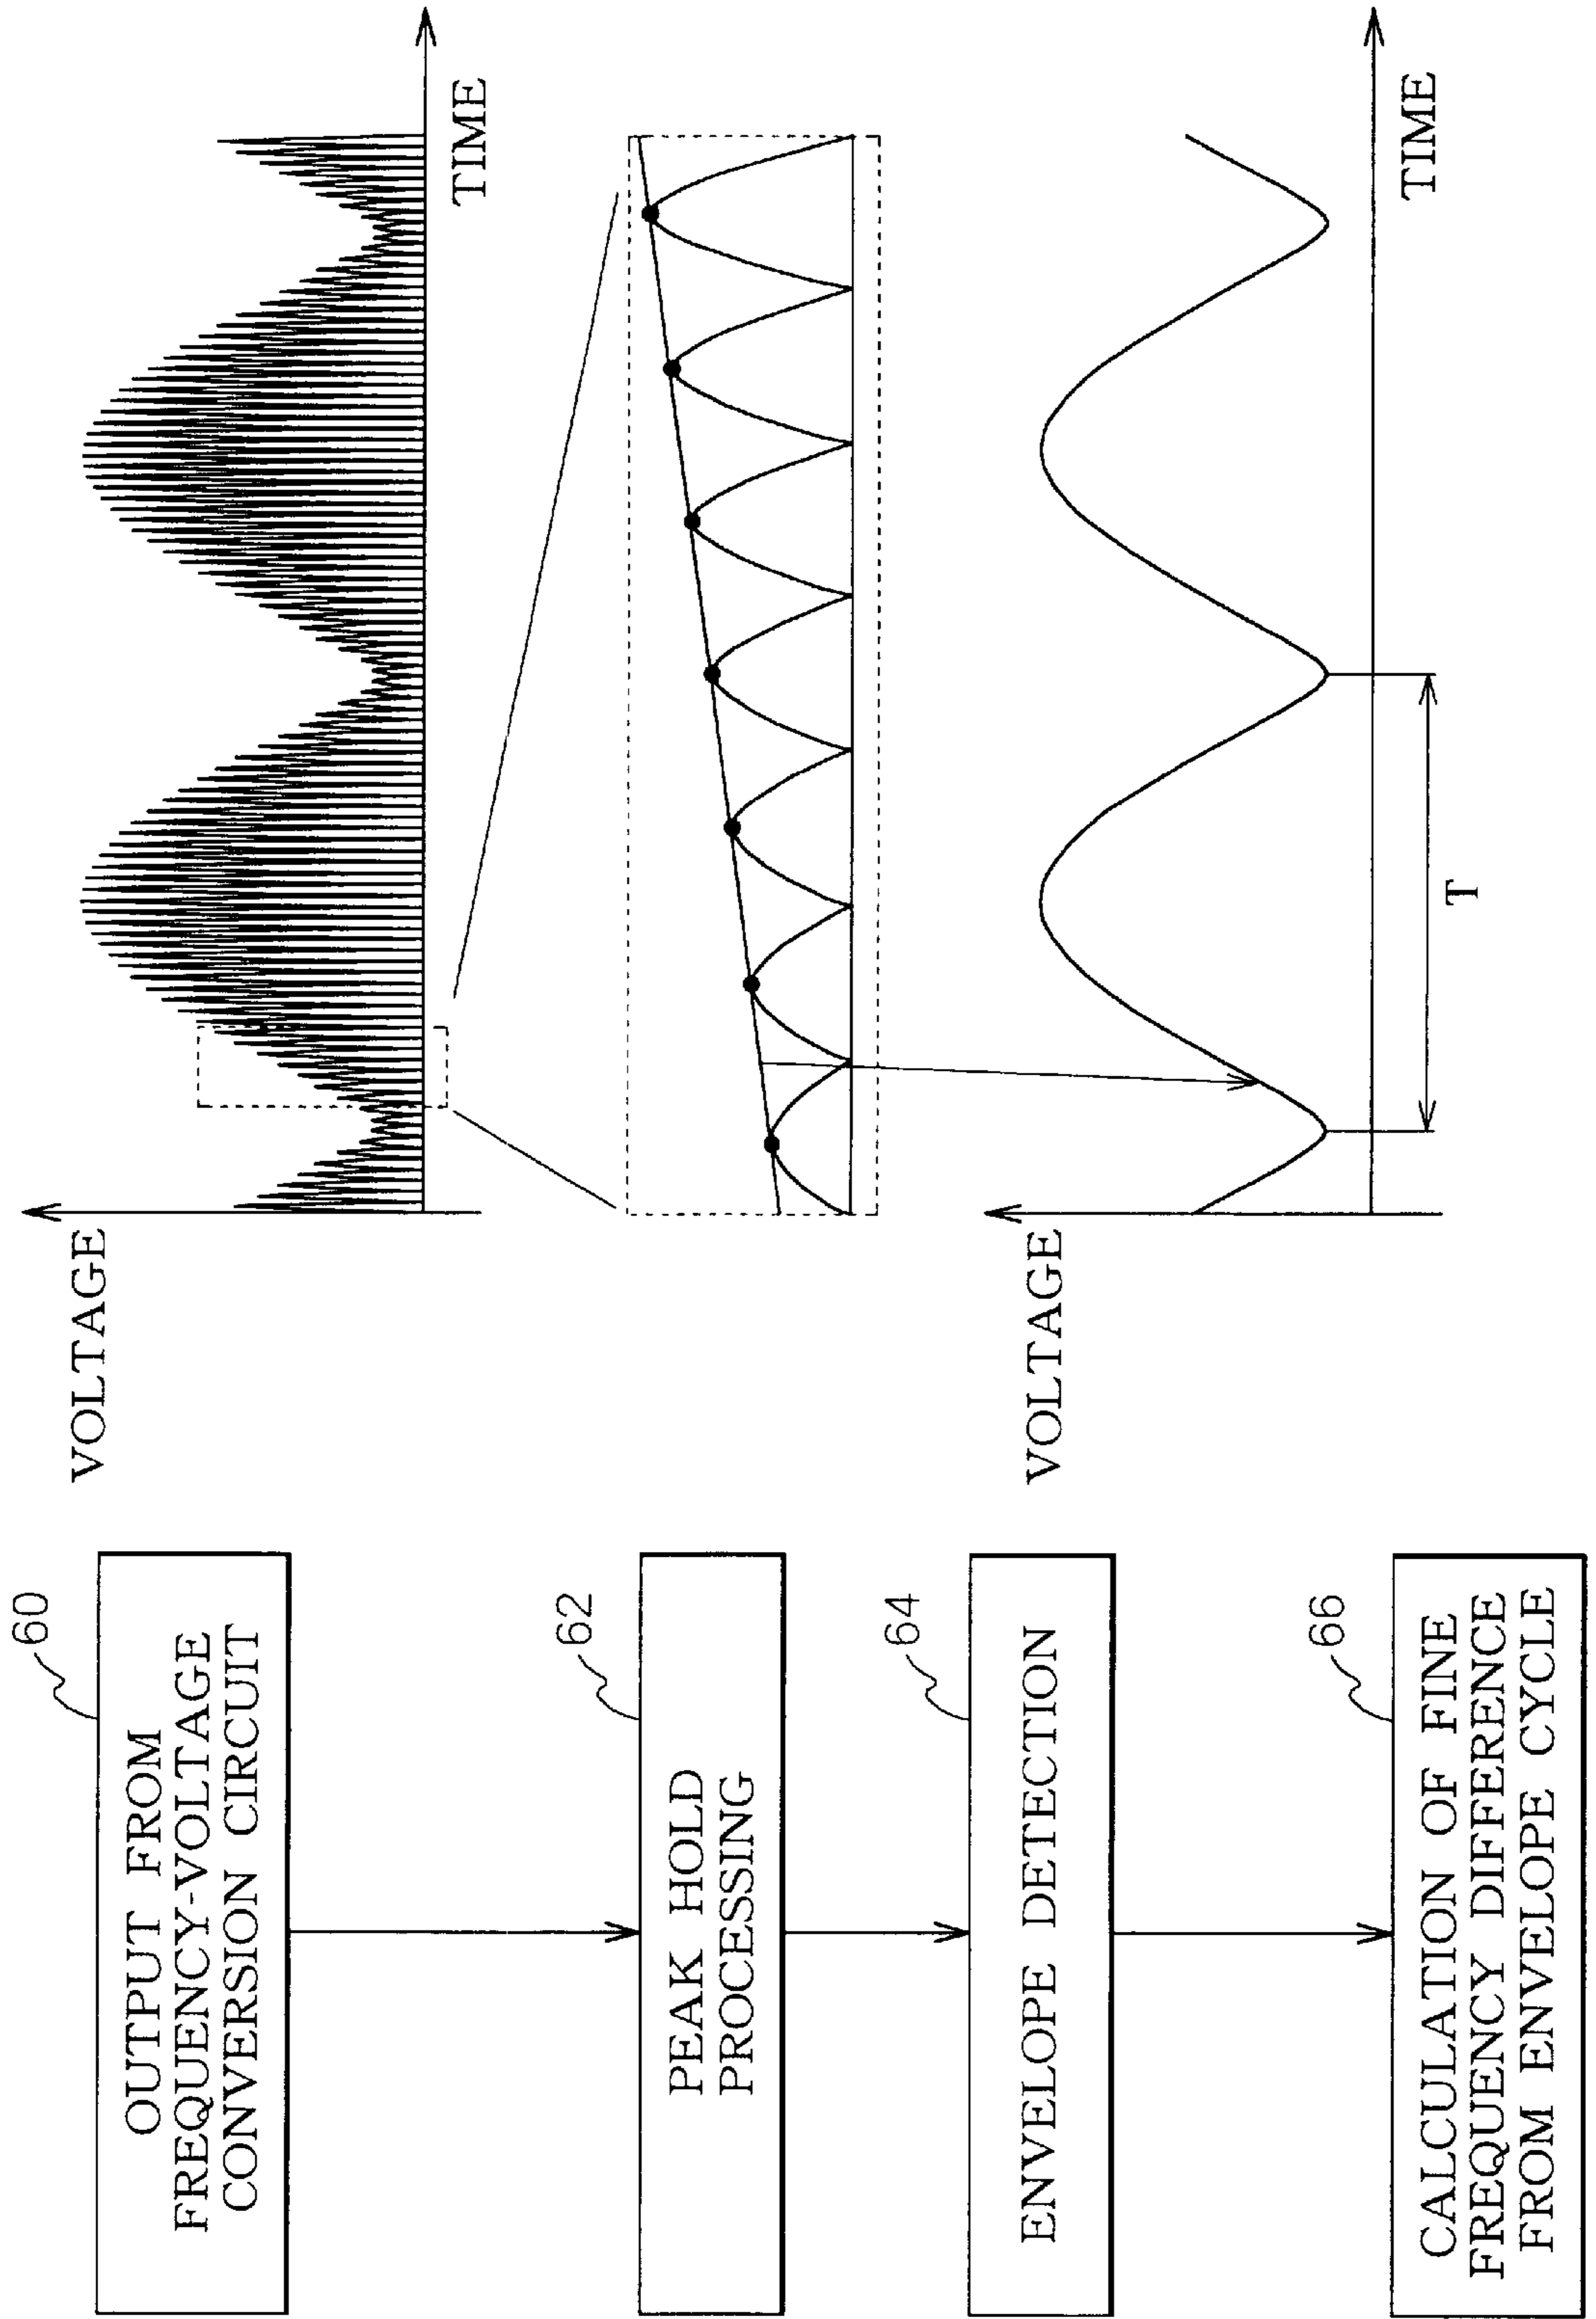 60
OUTPUT FROM
FREQUENCY-VOLTAGE
CONVERSION CIRCUIT
62
PEAK HOLD
PROCESSING
64
ENVELOPE DETECTION
66
CALCULATION OF FINE
FREQUENCY DIFFERENCE
FROM ENVELOPE CYCLE
VOLTAGE
TIME
VOLTAGE
T
TIME